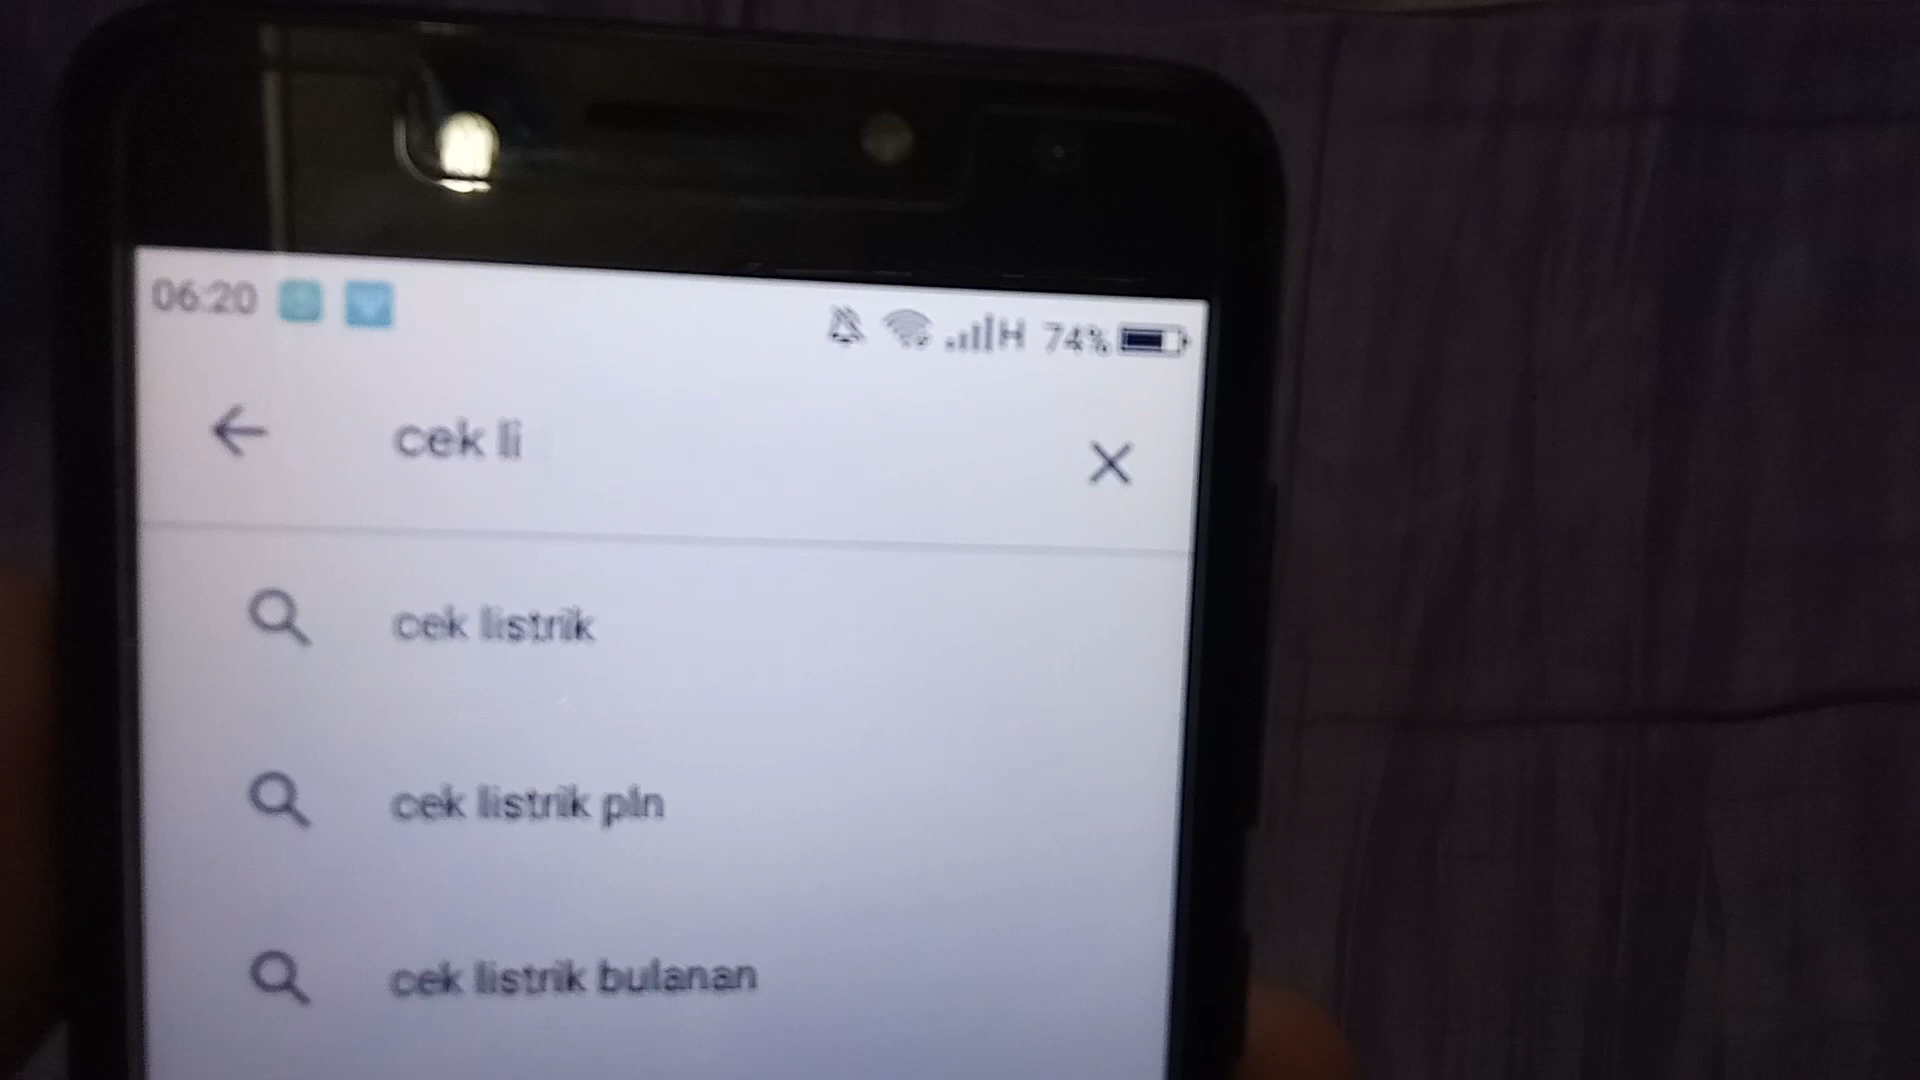 06:20 H 74%
cek li
cek listrik
cek listrik pln
cek listrik bulanan